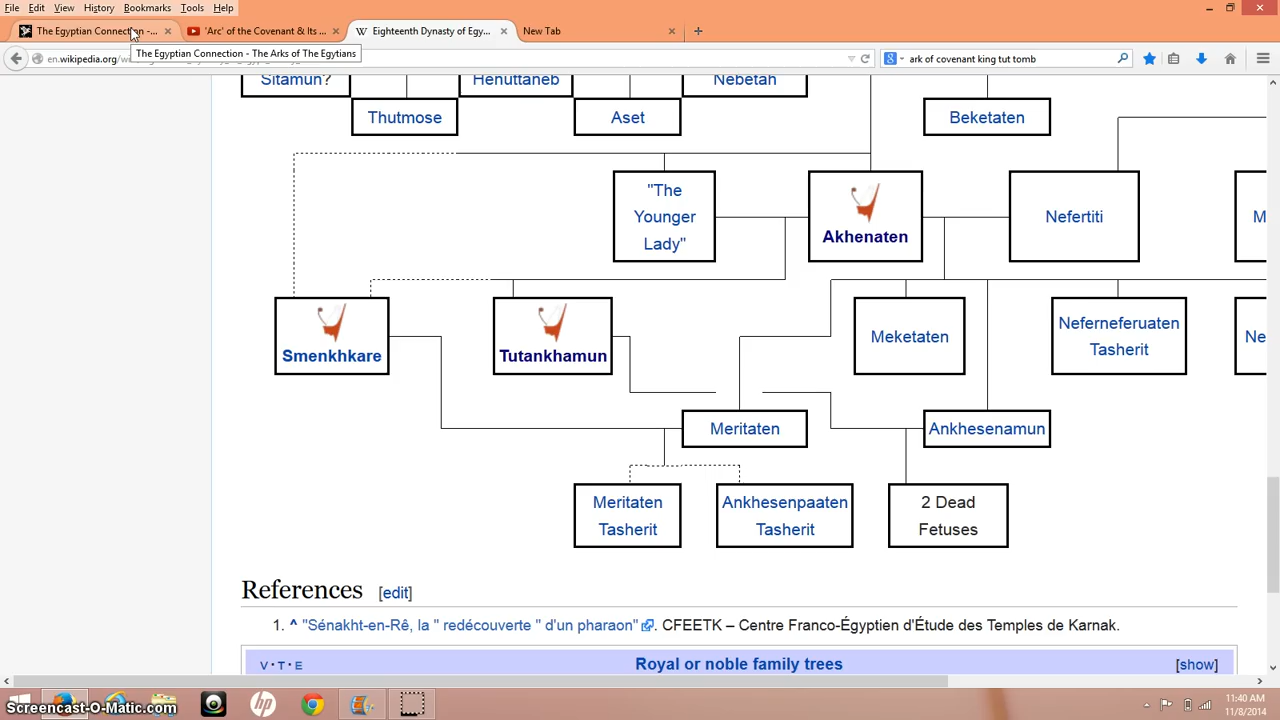 File Edit View History Bookmarks Tools Help
The Egyptian Connection -... 'Arc' of the Covenant & Its ... Eighteenth Dynasty of Egy... New Tab
The Egyptian Connection - The Arks of The Egytians
en.wikipedia.org/w
ark of covenant king tut tomb
Sitamun? Henuttaneb Nebetah
Thutmose Aset Beketaten
"The
Younger
Lady"
Akhenaten
Nefertiti
M
Smenkhkare
Tutankhamun
Meketaten
Neferneferuaten
Tasherit
Ne
Meritaten
Ankhesenamun
Meritaten
Tasherit
Ankhesenpaaten
Tasherit
2 Dead
Fetuses
References [edit]
1. ^ "Sénakht-en-Rê, la " redécouverte " d'un pharaon". CFEETK – Centre Franco-Égyptien d'Étude des Temples de Karnak.
V · T · E Royal or noble family trees [show]
Screencast-O-Matic.com
11:40 AM
11/8/2014